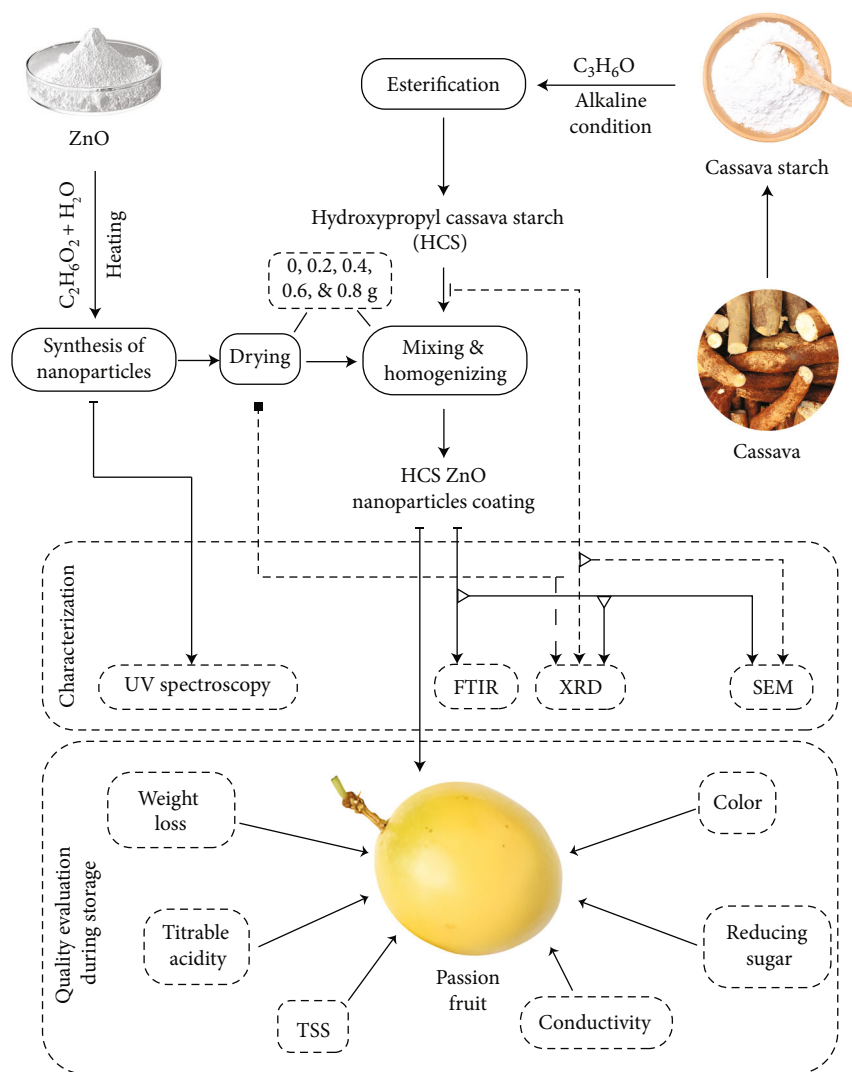 ZnO
C₂H₆O₂ + H₂O
Heating
Synthesis of
nanoparticles
Drying
0, 0.2, 0.4,
0.6, & 0.8 g
Esterification
C₃H₆O
Alkaline
condition
Cassava starch
Cassava
Hydroxypropyl cassava starch
(HCS)
Mixing &
homogenizing
HCS ZnO
nanoparticles coating
Characterization
UV spectroscopy
FTIR
XRD
SEM
Quality evaluation
during storage
Weight
loss
Titrable
acidity
TSS
Passion
fruit
Conductivity
Reducing
sugar
Color